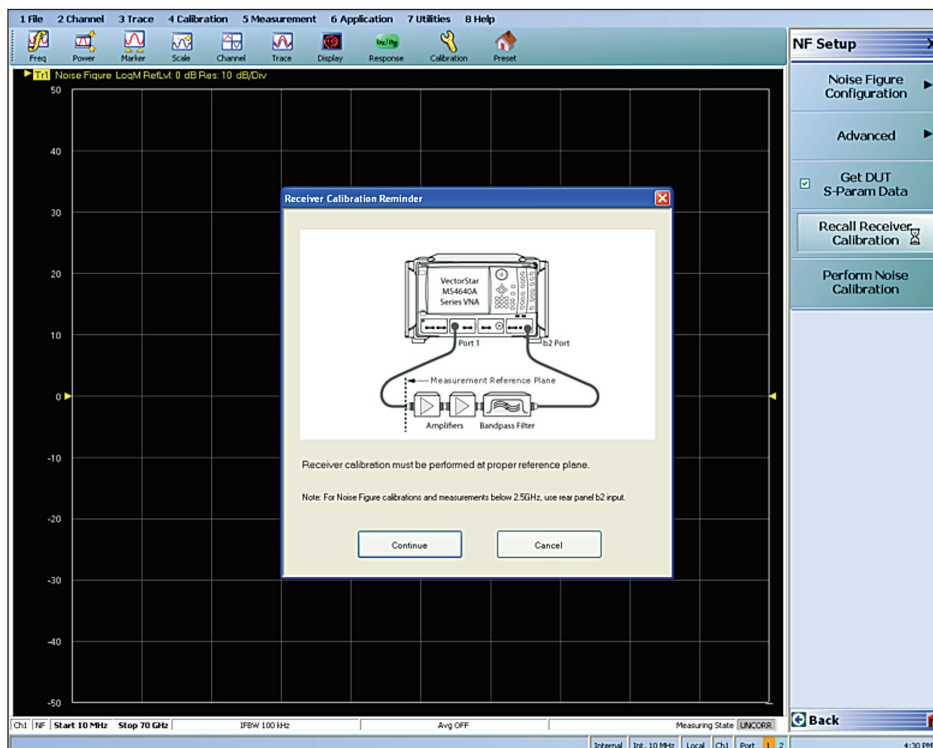 1 File 2 Channel 3 Trace 4 Calibration 5 Measurement 6 Application 7 Utilities 8 Help
Freq Power Marker Scale Channel Trace Display Response Calibration Preset
Tr1 Noise Figure LogM RefLvl: 0 dB Res: 10 dB/Div
50
40
30
20
10
0
-10
-20
-30
-40
-50
Receiver Calibration Reminder
VectorStar
MS4640A
Series VNA
Port 1
b2 Port
Measurement Reference Plane
Amplifiers
Bandpass Filter
Receiver calibration must be performed at proper reference plane.
Note: For Noise Figure calibrations and measurements below 2.5GHz, use rear panel b2 input.
Continue
Cancel
NF Setup
Noise Figure
Configuration
Advanced
Get DUT
S-Param Data
Recall Receiver
Calibration
Perform Noise
Calibration
Back
Ch1 NF Start 10 MHz Stop 70 GHz IFBW 100 kHz Avg OFF Measuring State UNCORR
Internal Int. 10 MHz Local Ch1 Port 1 2 4:30 PM